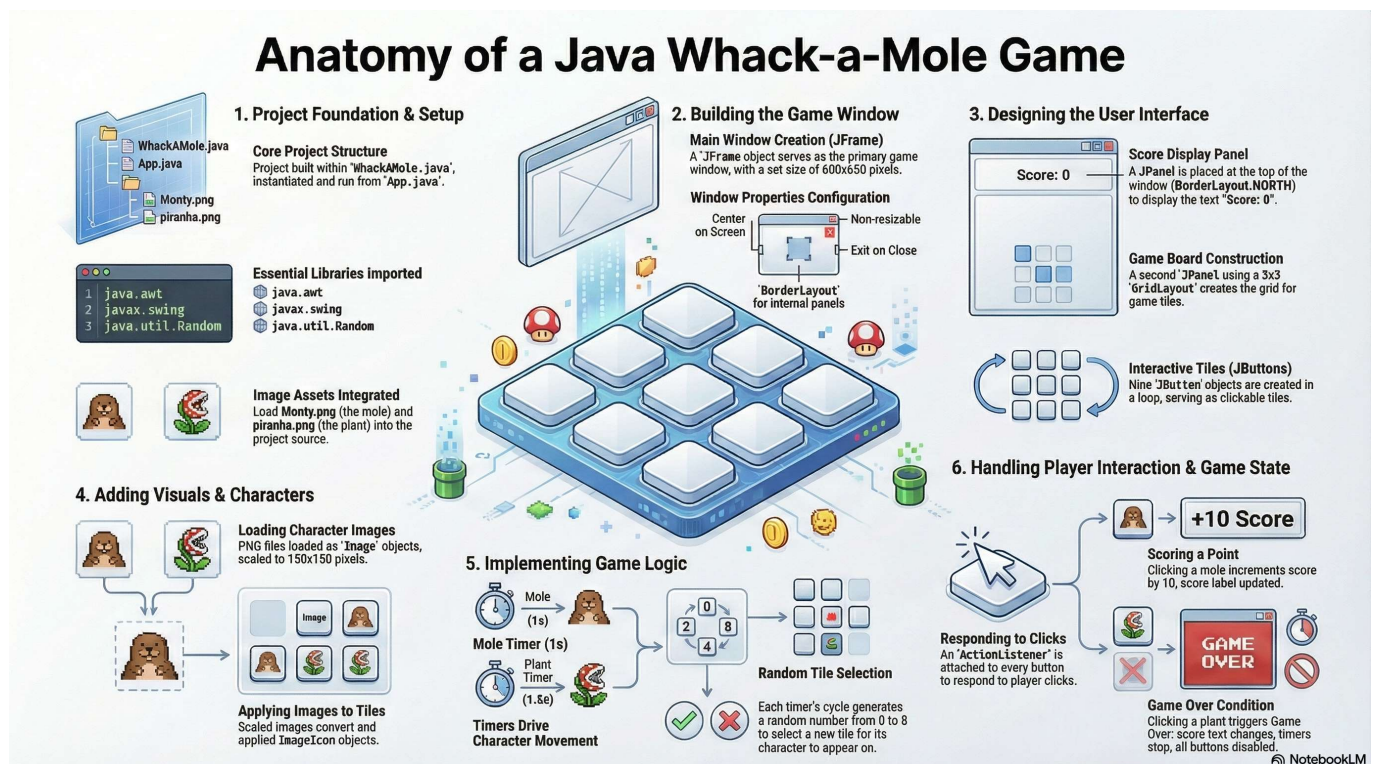 Anatomy of a Java Whack-a-Mole Game
1. Project Foundation & Setup
WhackAMole.java
App.java
Monty.png
piranha.png
Core Project Structure
Project built within "WhackAMole.java',
instantiated and run from "App.java'.
1 java.awt
2 javax.swing
3 java.util.Random
Essential Libraries imported
java.awt
javax.swing
java.util.Random
Image Assets Integrated
Load Monty.png (the mole) and
piranha.png (the plant) into the
project source.
2. Building the Game Window
Main Window Creation (JFrame)
A 'JFrame object serves as the primary game
window, with a set size of 600x650 pixels.
Window Properties Configuration
Center
on Screen
Non-resizable
Exit on Close
'BorderLayout'
for internal panels
3. Designing the User Interface
Score: 0
Score Display Panel
A JPanel is placed at the top of the
window (BorderLayout.NORTH)
to display the text "Score: 0".
Game Board Construction
A second 'JPanel using a 3x3
'GridLayout' creates the grid for
game tiles.
Interactive Tiles (JButtons)
Nine 'JButten' objects are created in
a loop, serving as clickable tiles.
4. Adding Visuals & Characters
Loading Character Images
PNG files loaded as 'Image' objects,
scaled to 150x150 pixels.
Image
Applying Images to Tiles
Scaled images convert and
applied ImageIcon objects.
5. Implementing Game Logic
Mole
(1s)
Mole Timer (1s)
Plant
Timer
(1.&e)
Timers Drive
Character Movement
0
2 8
4
Random Tile Selection
Each timer's cycle generates
a random number from 0 to 8
to select a new tile for its
character to appear on.
6. Handling Player Interaction & Game State
Responding to Clicks
An "ActionListener" is
attached to every button
to respond to player clicks.
+10 Score
Scoring a Point
Clicking a mole increments score
by 10, score label updated.
GAME
OVER
Game Over Condition
Clicking a plant triggers Game
Over: score text changes, timers
stop, all buttons disabled.
NotebookLM